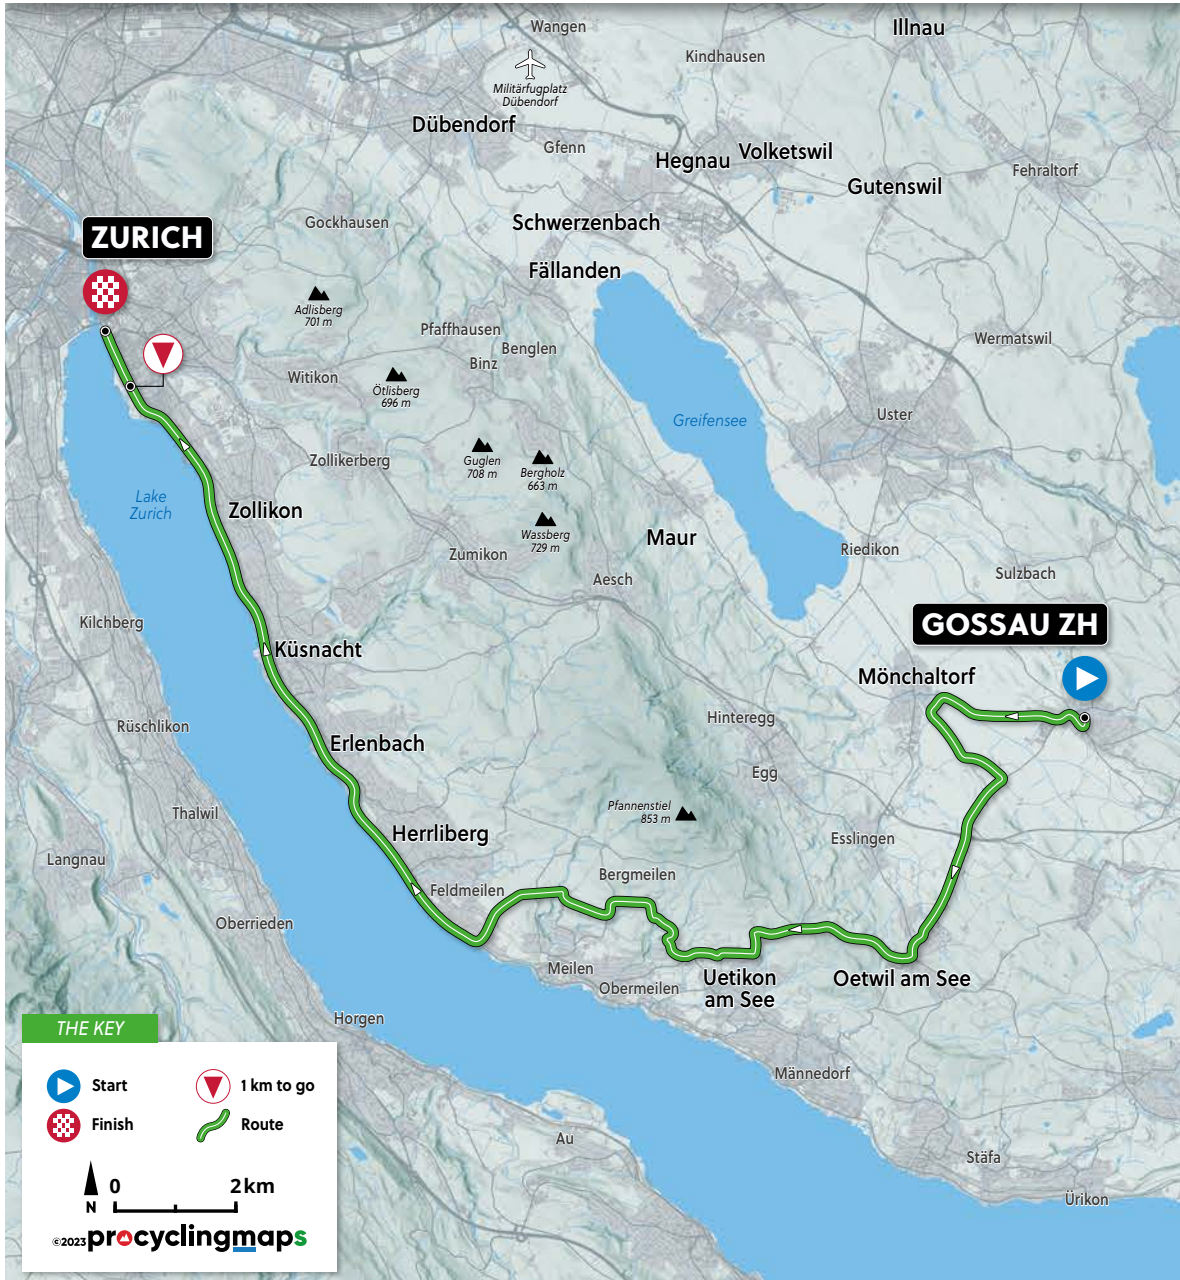 Illnau
Wangen
Kindhausen
Militärfugplatz
Dübendorf
Dübendorf
Gfenn
Hegnau
Volketswil
Fehraltorf
Gutenswil
Gockhausen
Schwerzenbach
ZURICH
Fällanden
Adlisberg
701 m
Pfaffhausen
Benglen
Binz
Wermatswil
Witikon
Ötlisberg
696 m
Greifensee
Uster
Zollikerberg
Guglen
708 m
Bergholz
663 m
Lake
Zurich
Zollikon
Wassberg
729 m
Maur
Zumikon
Riedikon
Aesch
Sulzbach
Kilchberg
GOSSAU ZH
Küsnacht
Mönchaltorf
Rüschlikon
Hinteregg
Erlenbach
Egg
Thalwil
Pfannenstiel
853 m
Herrliberg
Esslingen
Langnau
Feldmeilen
Bergmeilen
Oberrieden
Meilen
Obermeilen
Uetikon
am See
Oetwil am See
Horgen
THE KEY
Start
1 km to go
Finish
Route
Männedorf
Au
Stäfa
Ürikon
N
0
2 km
©2023 procyclingmaps